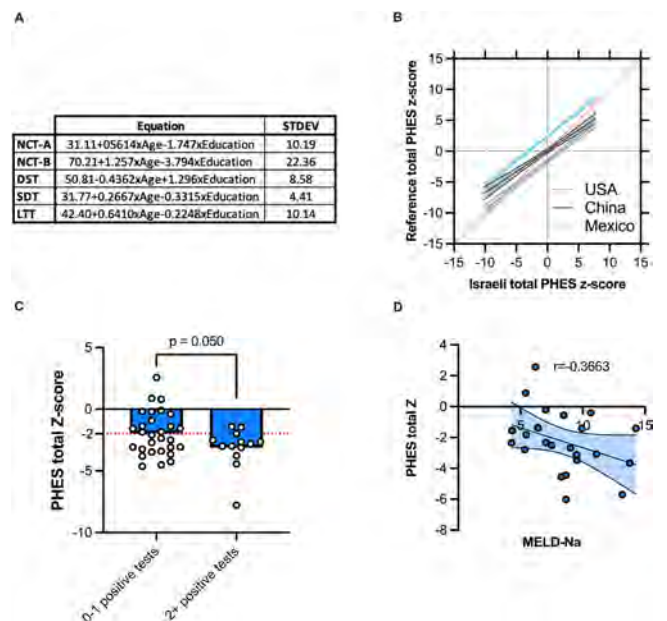 A
Equation STDEV
NCT-A 31.11+05614xAge-1.747xEducation 10.19
NCT-B 70.21+1.257xAge-3.794xEducation 22.36
DST 50.81-0.4362xAge+1.296xEducation 8.58
SDT 31.77+0.2667xAge-0.3315xEducation 4.41
LTT 42.40+0.6410xAge-0.2248xEducation 10.14
B
Reference total PHES z-score
15
10
5
0
-5
-10
-15
USA
China
Mexico
-15 -10 -5 0 5 10 15
Israeli total PHES z-score
C
p = 0.050
PHES total Z-score
5
0
-2
-5
-10
0-1 positive tests
2+ positive tests
D
r=-0.3663
PHES total Z
4
2
0
-2
-4
-6
-8
5 10 15
MELD-Na